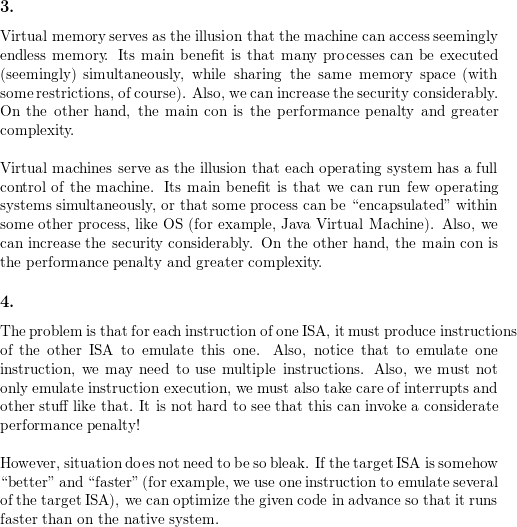 3.
Virtual memory serves as the illusion that the machine can access seemingly
endless memory. Its main benefit is that many processes can be executed
(seemingly) simultaneously, while sharing the same memory space (with
some restrictions, of course). Also, we can increase the security considerably.
On the other hand, the main con is the performance penalty and greater
complexity.
Virtual machines serve as the illusion that each operating system has a full
control of the machine. Its main benefit is that we can run few operating
systems simultaneously, or that some process can be “encapsulated” within
some other process, like OS (for example, Java Virtual Machine). Also, we
can increase the security considerably. On the other hand, the main con is
the performance penalty and greater complexity.
4.
The problem is that for each instruction of one ISA, it must produce instructions
of the other ISA to emulate this one. Also, notice that to emulate one
instruction, we may need to use multiple instructions. Also, we must not
only emulate instruction execution, we must also take care of interrupts and
other stuff like that. It is not hard to see that this can invoke a considerate
performance penalty!
However, situation does not need to be so bleak. If the target ISA is somehow
“better” and “faster” (for example, we use one instruction to emulate several
of the target ISA), we can optimize the given code in advance so that it runs
faster than on the native system.